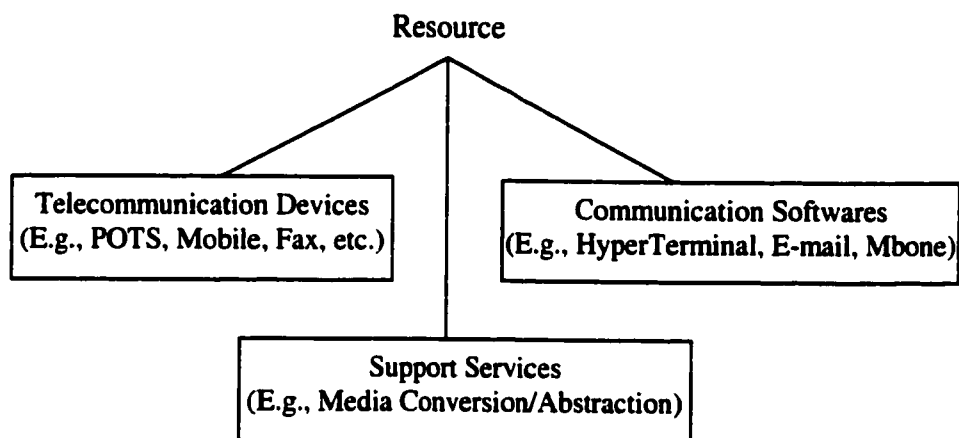 Resource
Telecommunication Devices
(E.g., POTS, Mobile, Fax, etc.)
Communication Softwares
(E.g., HyperTerminal, E-mail, Mbone)
Support Services
(E.g., Media Conversion/Abstraction)